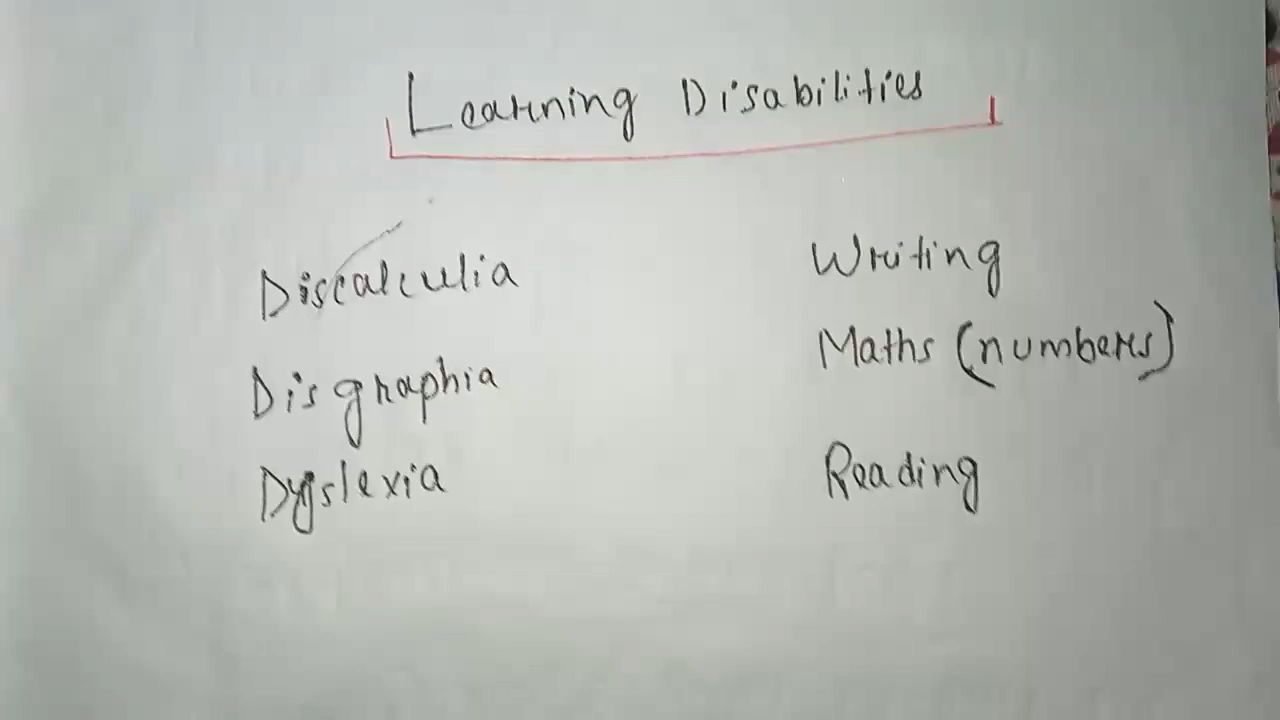 Learning Disabilities
Discalculia Writing
Disgraphia Maths (numbers)
Dyslexia Reading